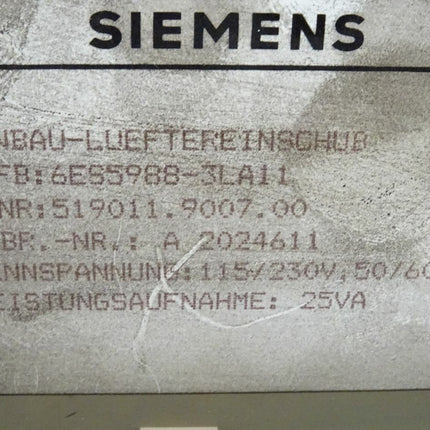 SIEMENS
NBAU-LUEFTEREINSCHUB
FB:6ES5988-3LA11
NR:519011.9007.00
BR.-NR.: A 2024611
NNSPANNUNG:115/230V,50/60
EISTUNGSAUFNAHME: 25VA